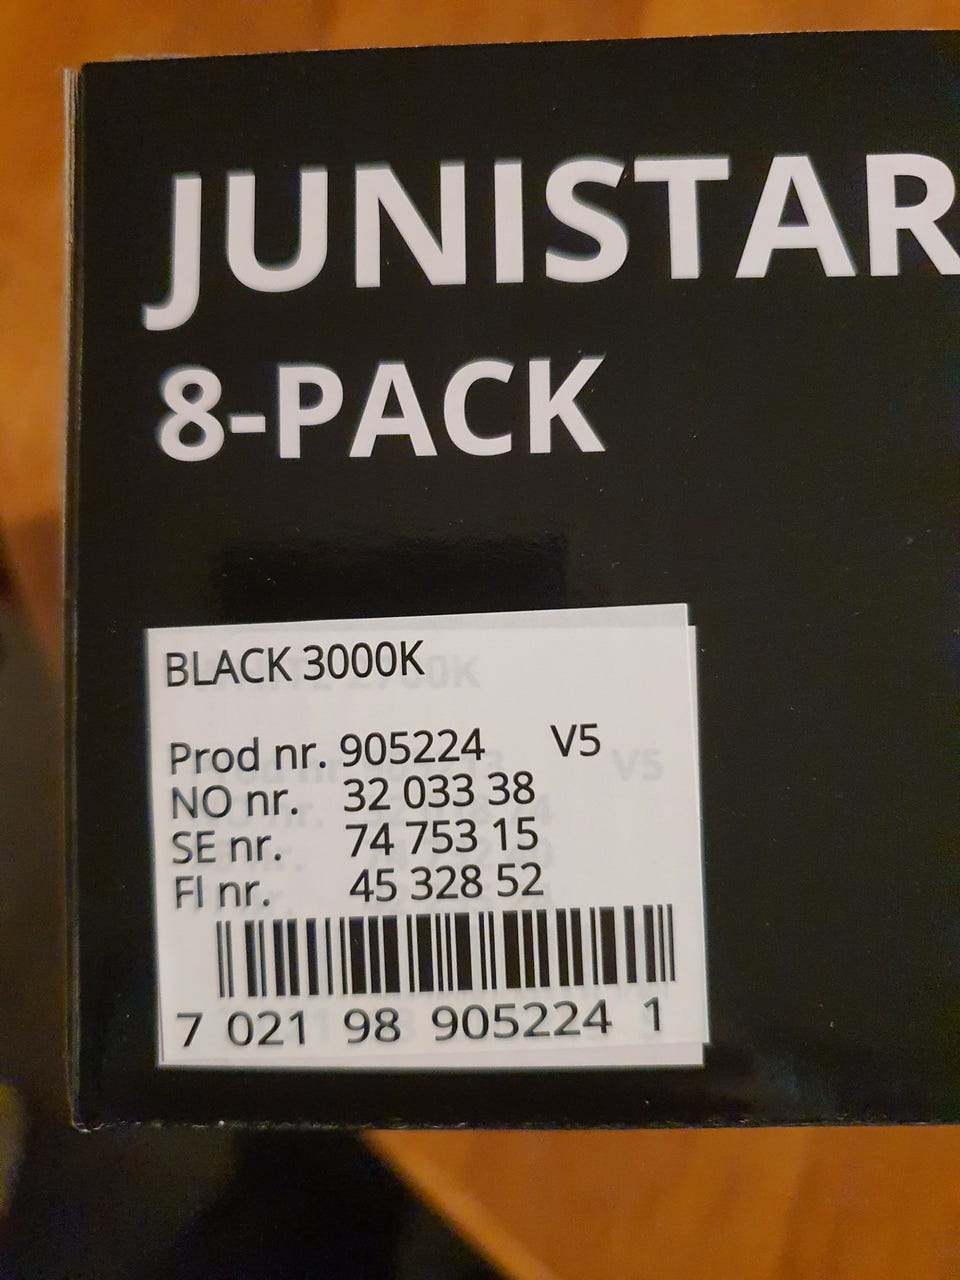 JUNISTAR
8-PACK
BLACK 3000K
Prod nr. 905224 V5
NO nr. 32 033 38
SE nr. 74 753 15
FI nr. 45 328 52
7 021 98 905224 1